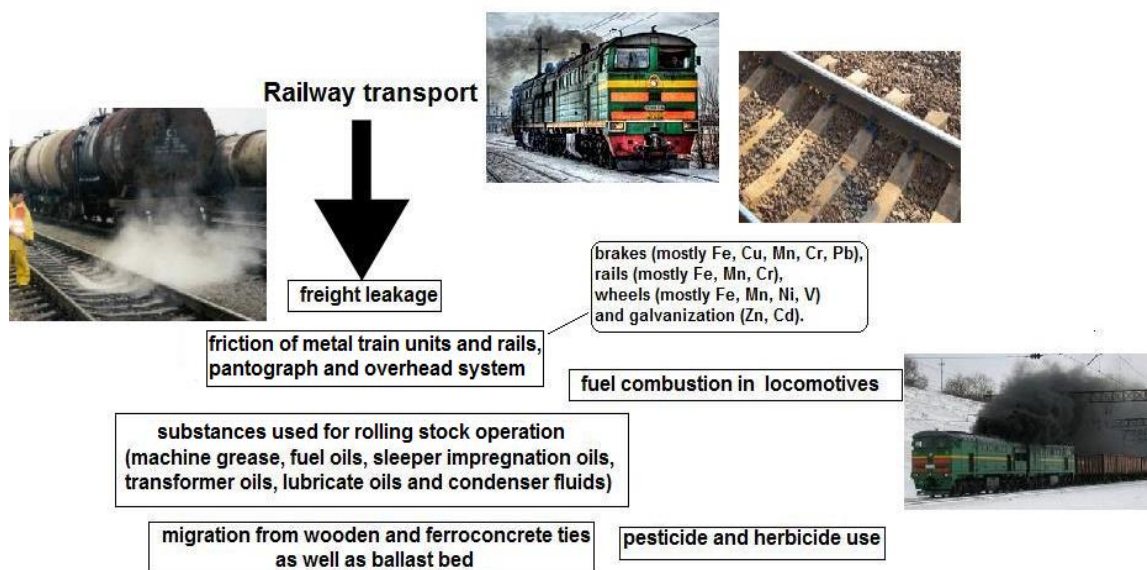 Railway transport
brakes (mostly Fe, Cu, Mn, Cr, Pb),
rails (mostly Fe, Mn, Cr),
wheels (mostly Fe, Mn, Ni, V)
and galvanization (Zn, Cd).
freight leakage
friction of metal train units and rails,
pantograph and overhead system
fuel combustion in locomotives
substances used for rolling stock operation
(machine grease, fuel oils, sleeper impregnation oils,
transformer oils, lubricate oils and condenser fluids)
migration from wooden and ferroconcrete ties
as well as ballast bed
pesticide and herbicide use